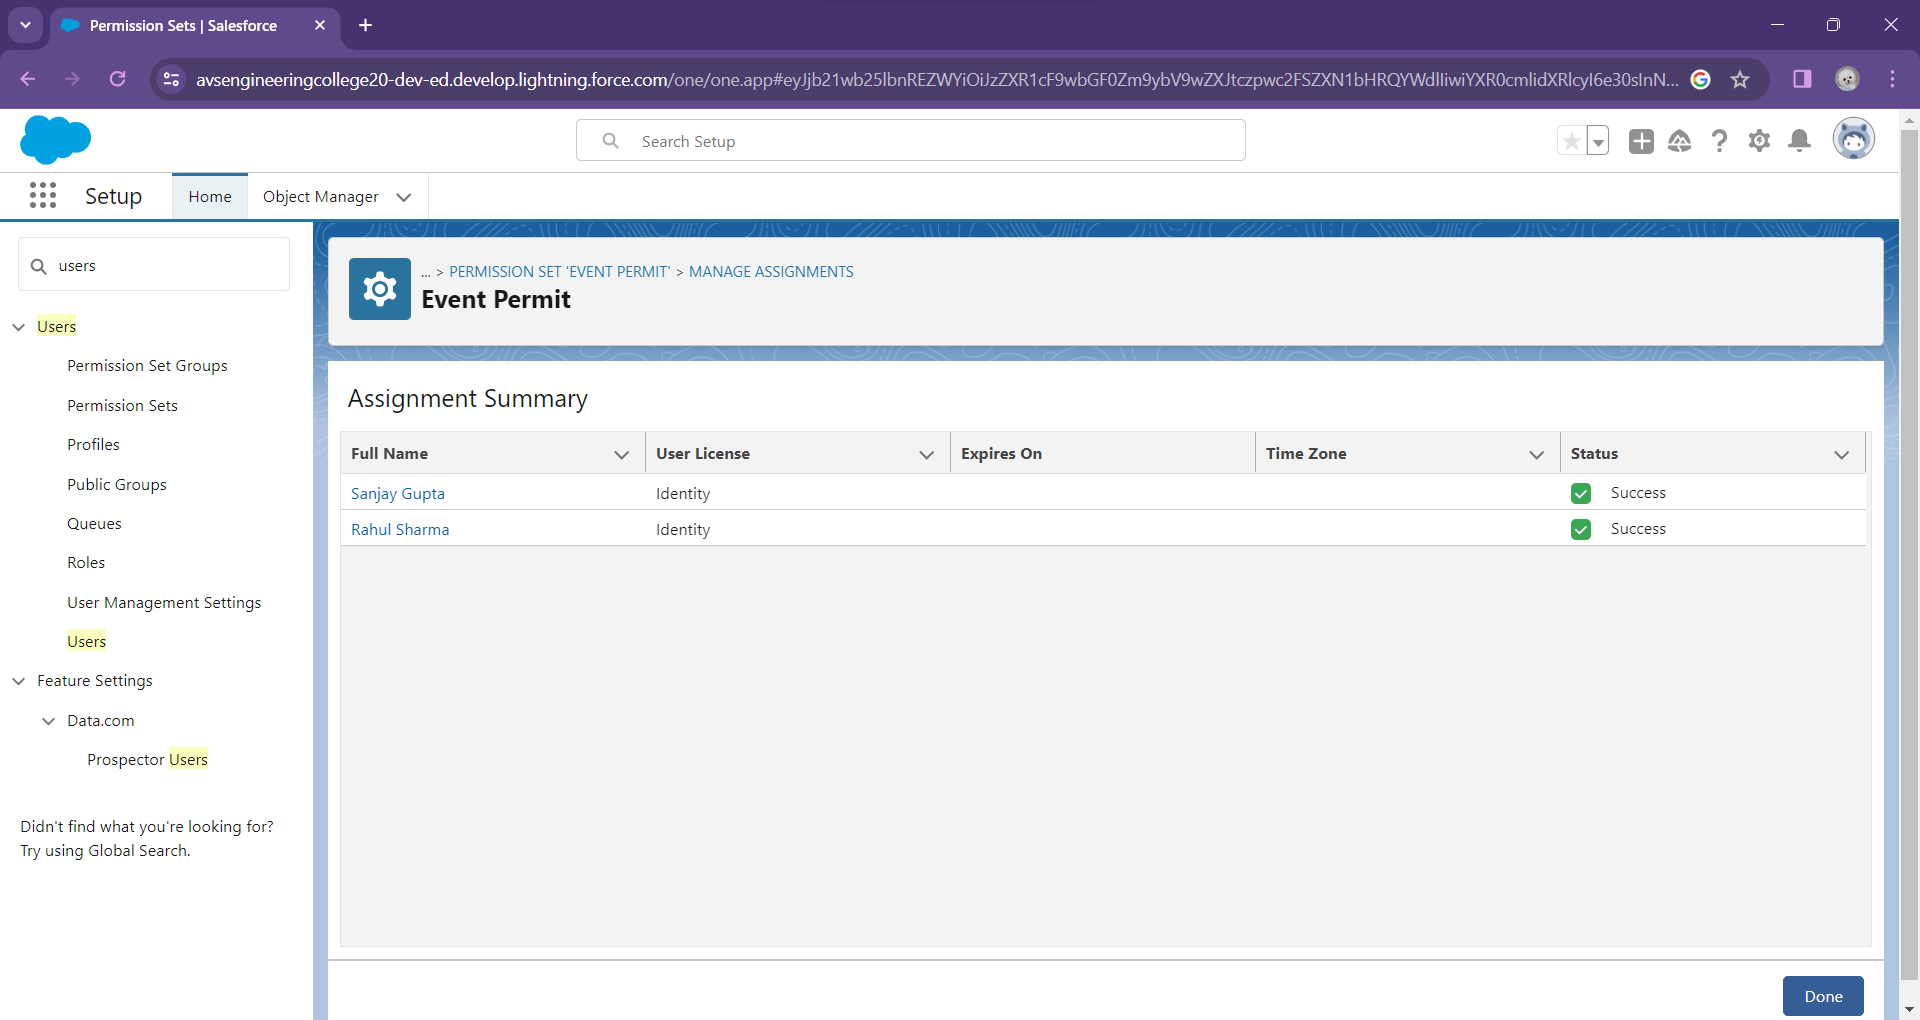 Permission Sets | Salesforce
avsengineeringcollege20-dev-ed.develop.lightning.force.com/one/one.app#eyJjb21wb25lbnREZWYiOiJzZXR1cF9wbGF0Zm9ybV9wZXJtczpwc2FSZXN1bHRQYWdlIiwiYXR0cmlidXRlcyI6e30sInN...
Search Setup
Setup
Home
Object Manager
users
... > PERMISSION SET 'EVENT PERMIT' > MANAGE ASSIGNMENTS
Event Permit
Users
Permission Set Groups
Permission Sets
Profiles
Public Groups
Queues
Roles
User Management Settings
Users
Feature Settings
Data.com
Prospector Users
Didn't find what you're looking for?
Try using Global Search.
Assignment Summary
Full Name User License Expires On Time Zone Status
Sanjay Gupta Identity Success
Rahul Sharma Identity Success
Done